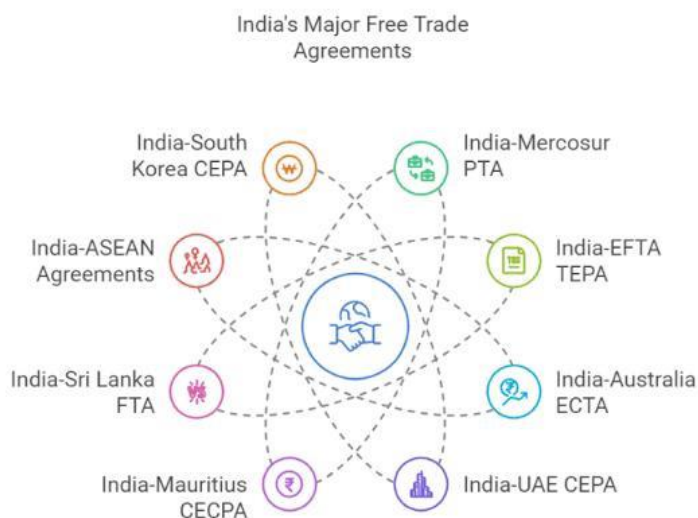 India's Major Free Trade
Agreements
India-South
Korea CEPA
India-Mercosur
PTA
India-ASEAN
Agreements
India-EFTA
TEPA
India-Sri Lanka
FTA
India-Australia
ECTA
India-Mauritius
CECPA
India-UAE CEPA